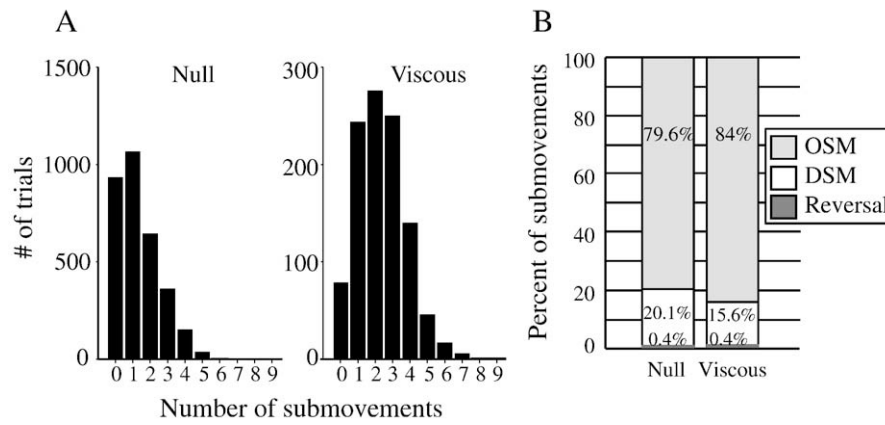 A
Null
Viscous
# of trials
1500
1000
500
0
300
200
100
0
0 1 2 3 4 5 6 7 8 9
0 1 2 3 4 5 6 7 8 9
Number of submovements
B
Percent of submovements
100
80
60
40
20
0
79.6%
84%
20.1%
15.6%
0.4%
0.4%
Null Viscous
OSM
DSM
Reversal